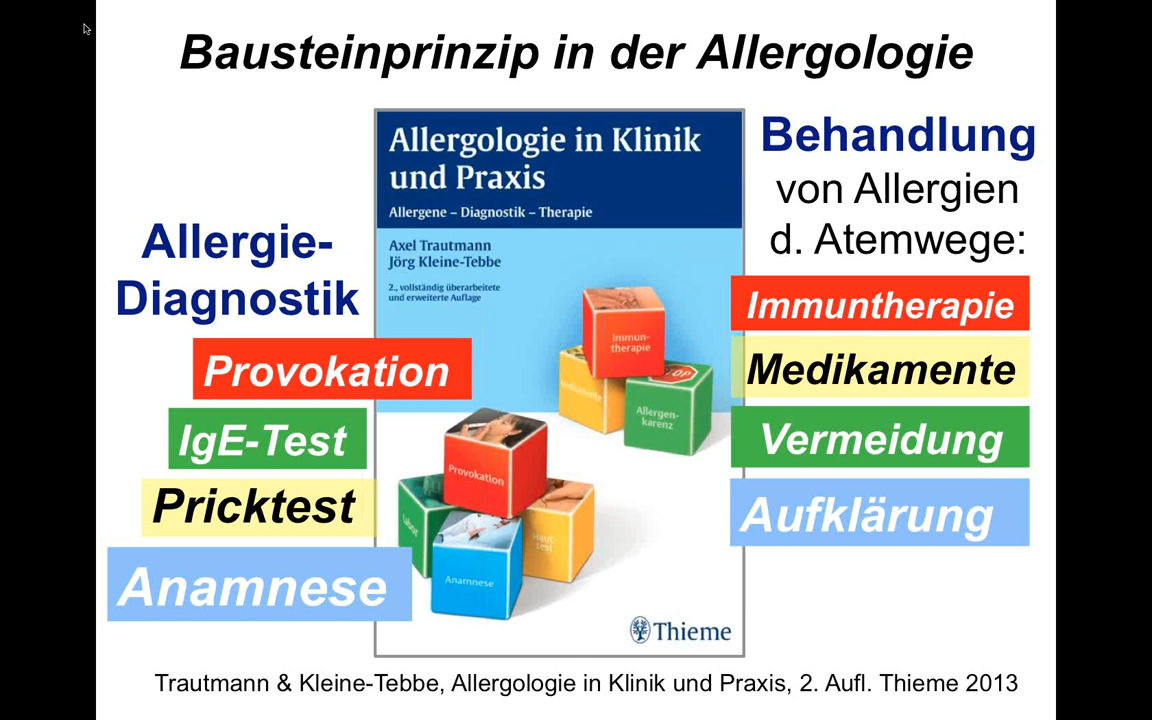 Bausteinprinzip in der Allergologie
Allergie-
Diagnostik
Provokation
IgE-Test
Pricktest
Anamnese
Allergologie in Klinik
und Praxis
Allergene – Diagnostik – Therapie
Axel Trautmann
Jörg Kleine-Tebbe
2., vollständig überarbeitete
und erweiterte Auflage
Immun-
therapie
Medikamente
STOP
Allergen-
karenz
Provokation
Labor
Haut-
test
Anamnese
Thieme
Behandlung
von Allergien
d. Atemwege:
Immuntherapie
Medikamente
Vermeidung
Aufklärung
Trautmann & Kleine-Tebbe, Allergologie in Klinik und Praxis, 2. Aufl. Thieme 2013